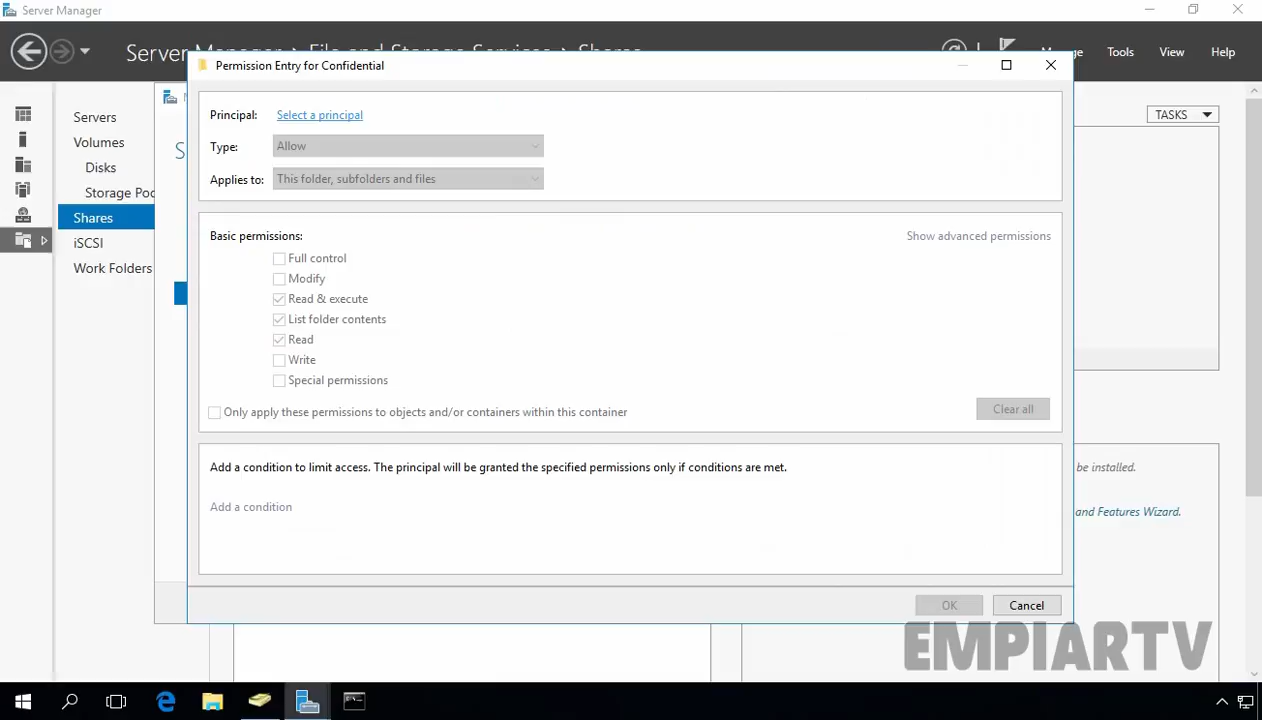 Server Manager
Server Manager › File and Storage Services › Shares
Tools
View
Help
Permission Entry for Confidential
Servers
Volumes
Disks
Storage Poo
Shares
iSCSI
Work Folders
TASKS
Principal: Select a principal
Type: Allow
Applies to: This folder, subfolders and files
Basic permissions:
Show advanced permissions
Full control
Modify
Read & execute
List folder contents
Read
Write
Special permissions
Only apply these permissions to objects and/or containers within this container
Clear all
Add a condition to limit access. The principal will be granted the specified permissions only if conditions are met.
be installed.
Add a condition
and Features Wizard.
OK
Cancel
EMPIARTV